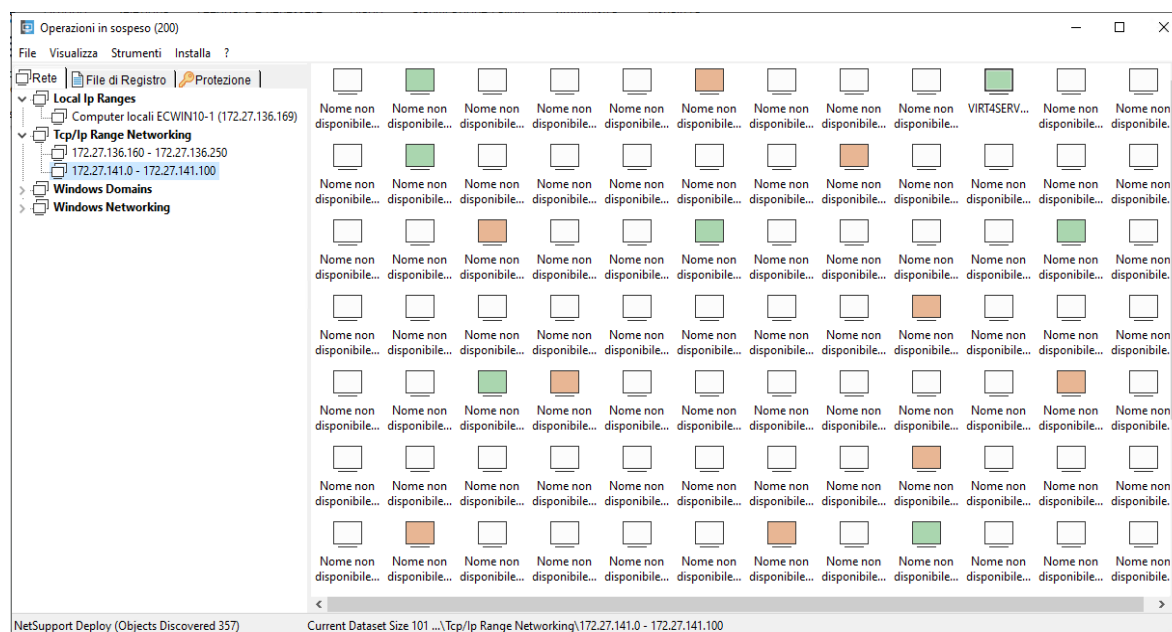 Operazioni in sospeso (200)
File Visualizza Strumenti Installa ?
Rete File di Registro Protezione
Local Ip Ranges
Computer locali ECWIN10-1 (172.27.136.169)
Tcp/Ip Range Networking
172.27.136.160 - 172.27.136.250
172.27.141.0 - 172.27.141.100
Windows Domains
Windows Networking
Nome non Nome non Nome non Nome non Nome non Nome non Nome non Nome non Nome non VIRT4SERV... Nome non Nome non
disponibile... disponibile... disponibile... disponibile... disponibile... disponibile... disponibile... disponibile... disponibile... disponibile... disponibile.
Nome non Nome non Nome non Nome non Nome non Nome non Nome non Nome non Nome non Nome non Nome non Nome non
disponibile... disponibile... disponibile... disponibile... disponibile... disponibile... disponibile... disponibile... disponibile... disponibile... disponibile... disponibile.
Nome non Nome non Nome non Nome non Nome non Nome non Nome non Nome non Nome non Nome non Nome non Nome non
disponibile... disponibile... disponibile... disponibile... disponibile... disponibile... disponibile... disponibile... disponibile... disponibile... disponibile... disponibile.
Nome non Nome non Nome non Nome non Nome non Nome non Nome non Nome non Nome non Nome non Nome non Nome non
disponibile... disponibile... disponibile... disponibile... disponibile... disponibile... disponibile... disponibile... disponibile... disponibile... disponibile... disponibile.
Nome non Nome non Nome non Nome non Nome non Nome non Nome non Nome non Nome non Nome non Nome non Nome non
disponibile... disponibile... disponibile... disponibile... disponibile... disponibile... disponibile... disponibile... disponibile... disponibile... disponibile... disponibile.
Nome non Nome non Nome non Nome non Nome non Nome non Nome non Nome non Nome non Nome non Nome non Nome non
disponibile... disponibile... disponibile... disponibile... disponibile... disponibile... disponibile... disponibile... disponibile... disponibile... disponibile... disponibile.
Nome non Nome non Nome non Nome non Nome non Nome non Nome non Nome non Nome non Nome non Nome non Nome non
disponibile... disponibile... disponibile... disponibile... disponibile... disponibile... disponibile... disponibile... disponibile... disponibile... disponibile... disponibile.
NetSupport Deploy (Objects Discovered 357) Current Dataset Size 101 ...\Tcp/Ip Range Networking\172.27.141.0 - 172.27.141.100